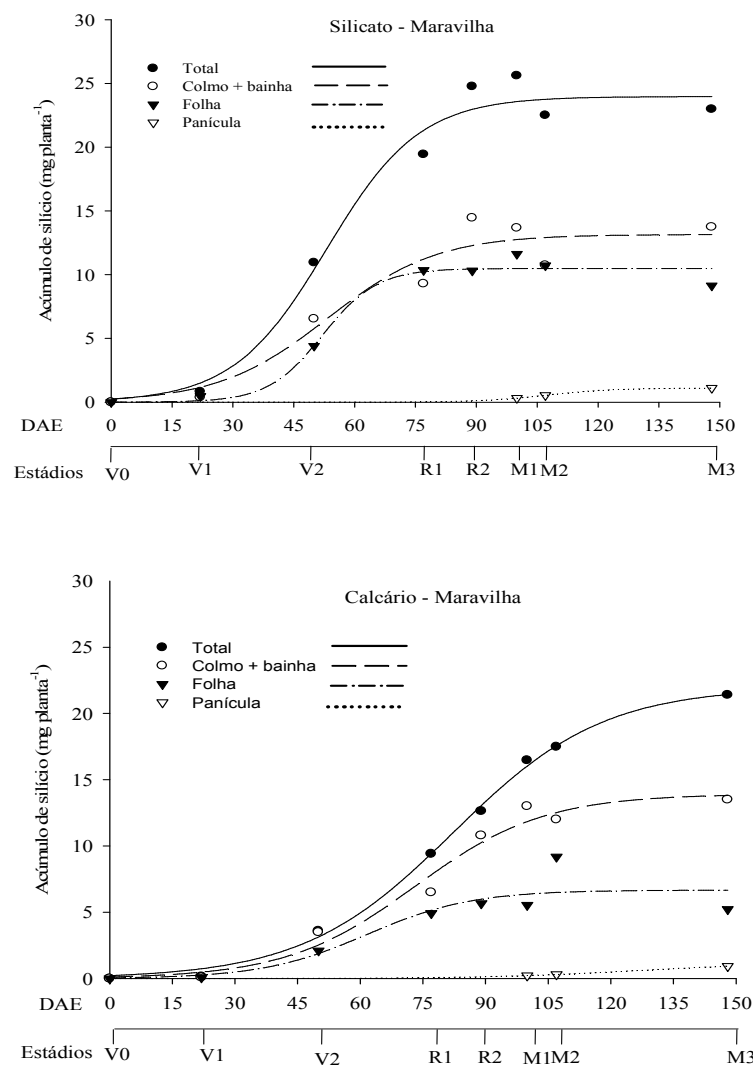 Silicato - Maravilha
Total
Colmo + bainha
Folha
Panícula
Acúmulo de silício (mg planta-1)
30
25
20
15
10
5
0
DAE
0 15 30 45 60 75 90 105 120 135 150
Estádios
V0 V1 V2 R1 R2 M1 M2 M3
Calcário - Maravilha
Total
Colmo + bainha
Folha
Panícula
Acúmulo de silício (mg planta-1)
30
25
20
15
10
5
0
DAE
0 15 30 45 60 75 90 105 120 135 150
Estádios
V0 V1 V2 R1 R2 M1 M2 M3